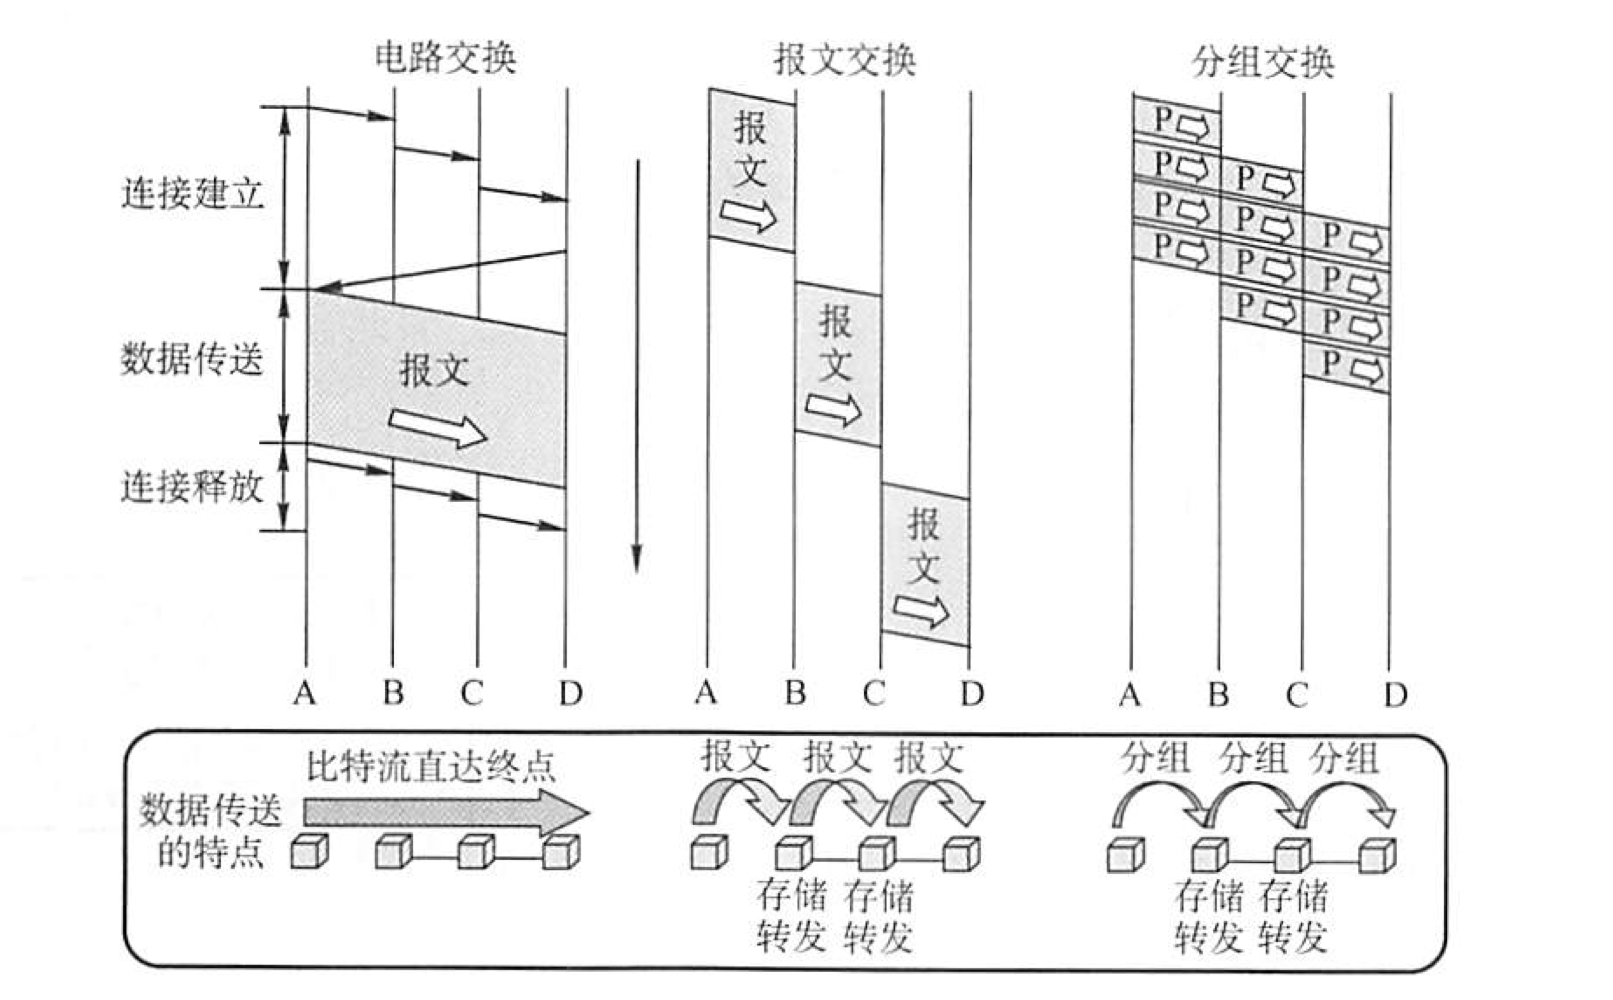 电路交换
报文交换
分组交换
连接建立
数据传送
连接释放
报文
报
文
报
文
报
文
P
P
P
P
P
P
P
P
P
P
P
P
A B C D
A B C D
A B C D
数据传送
的特点
比特流直达终点
报文 报文 报文
存储 存储
转发 转发
分组 分组 分组
存储 存储
转发 转发